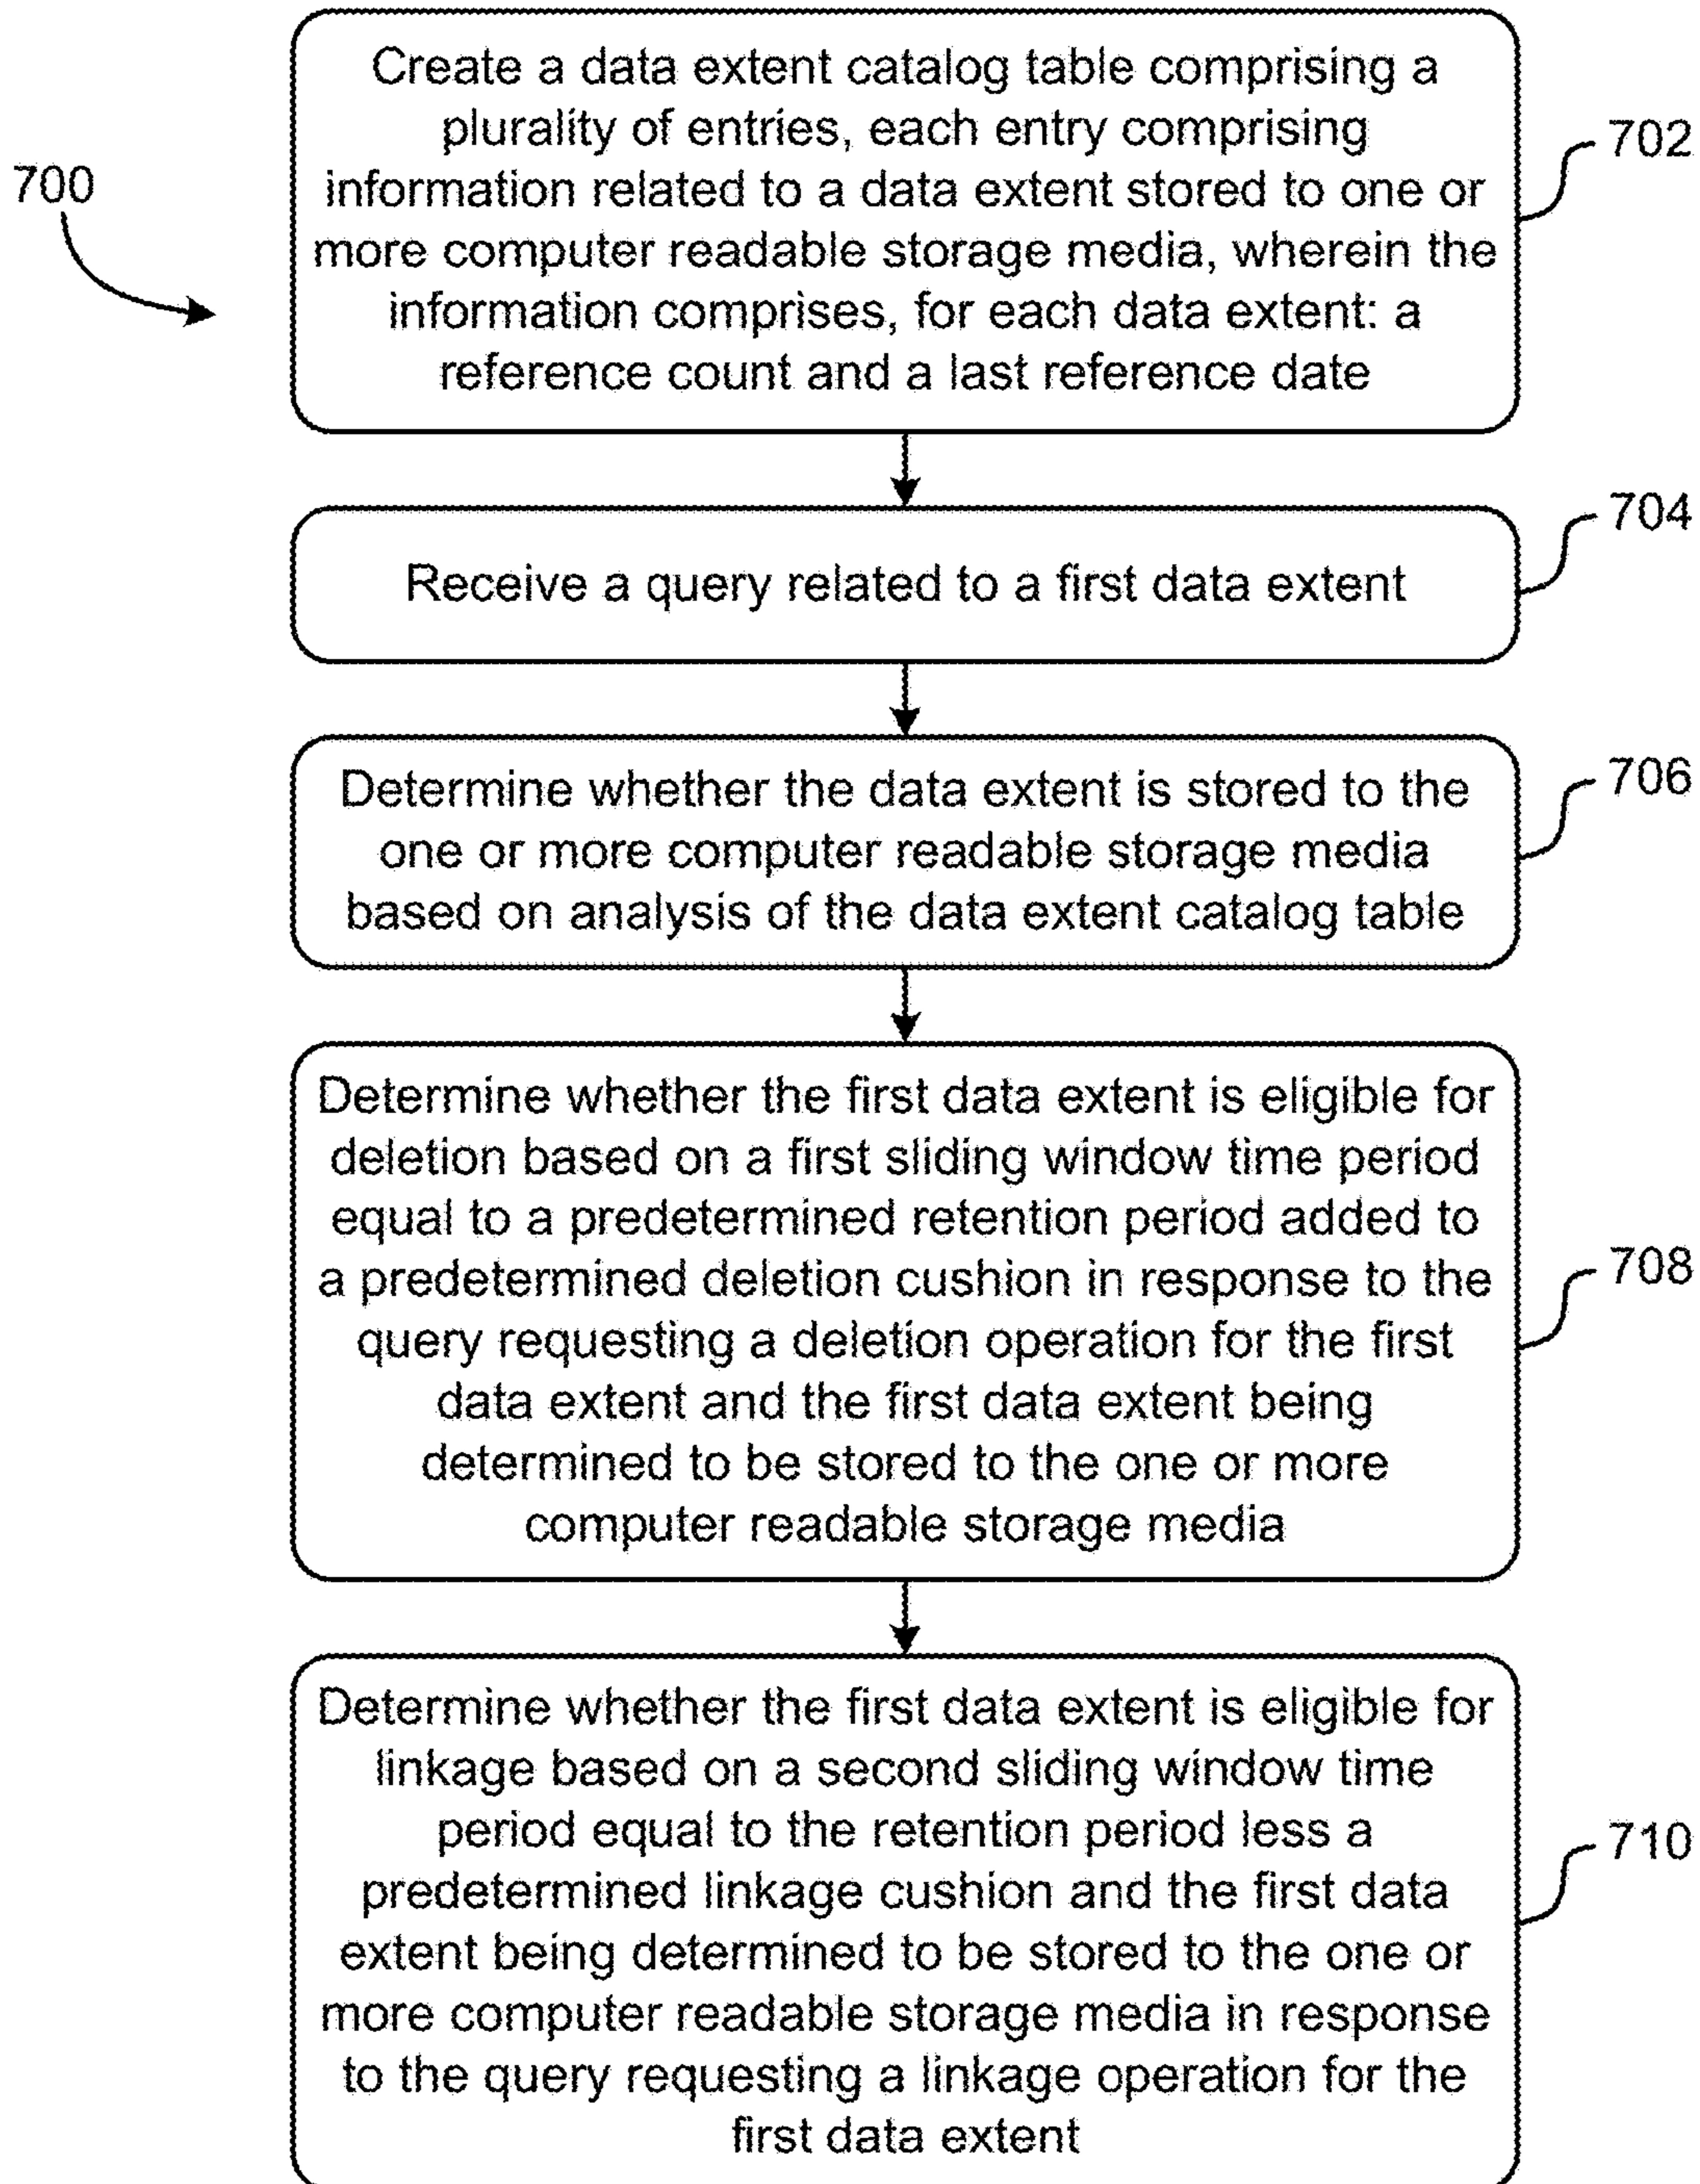 Create a data extent catalog table comprising a
plurality of entries, each entry comprising
information related to a data extent stored to one or
more computer readable storage media, wherein the
information comprises, for each data extent: a
reference count and a last reference date
702
700
Receive a query related to a first data extent
704
Determine whether the data extent is stored to the
one or more computer readable storage media
based on analysis of the data extent catalog table
706
Determine whether the first data extent is eligible for
deletion based on a first sliding window time period
equal to a predetermined retention period added to
a predetermined deletion cushion in response to the
query requesting a deletion operation for the first
data extent and the first data extent being
determined to be stored to the one or more
computer readable storage media
708
Determine whether the first data extent is eligible for
linkage based on a second sliding window time
period equal to the retention period less a
predetermined linkage cushion and the first data
extent being determined to be stored to the one or
more computer readable storage media in response
to the query requesting a linkage operation for the
first data extent
710